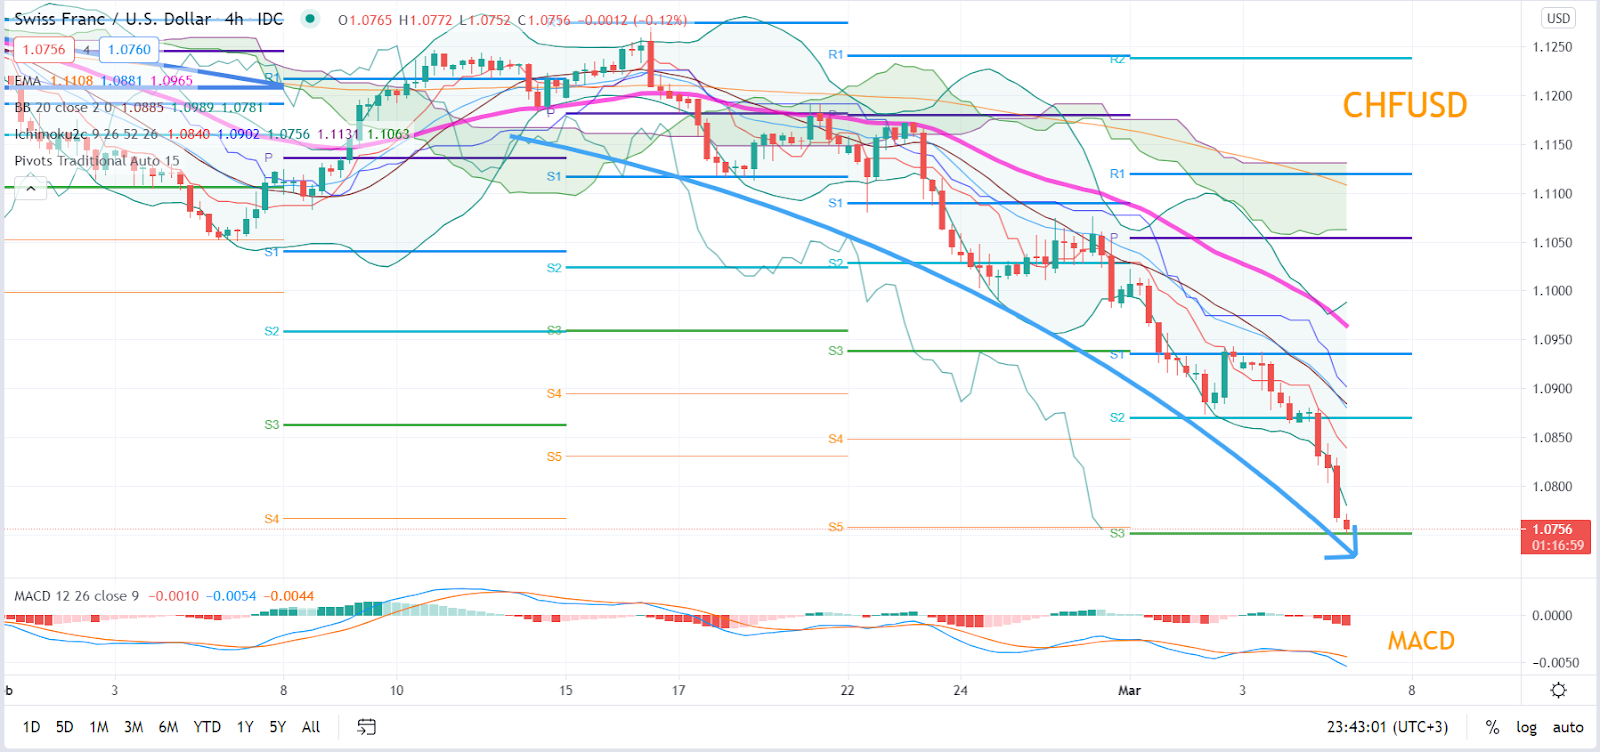 Swiss Franc / U.S. Dollar · 4h · IDC O1.0765 H1.0772 L1.0752 C1.0756 −0.0012 (−0.12%)
USD
1.0756 4 1.0760
EMA 1.1108 0.0881 1.0965
BB 20 close 2 0 1.0885 1.0989 1.0781
Ichimoku2c 9 26 52 26 1.0840 1.0902 1.0756 1.1131 1.1063
Pivots Traditional Auto 15
CHFUSD
R1
P
S1
S2
S3
S4
P
S1
S2
S3
S4
S5
R1
P
S1
S2
S3
S4
S5
R2
R1
P
S1
S2
S3
1.1250
1.1200
1.1150
1.1100
1.1050
1.1000
1.0950
1.0900
1.0850
1.0800
1.0756
01:16:59
MACD 12 26 close 9 −0.0010 −0.0054 −0.0044
MACD
0.0000
−0.0050
b 3 8 10 15 17 22 24 Mar 3 8
1D 5D 1M 3M 6M YTD 1Y 5Y All 23:43:01 (UTC+3) % log auto